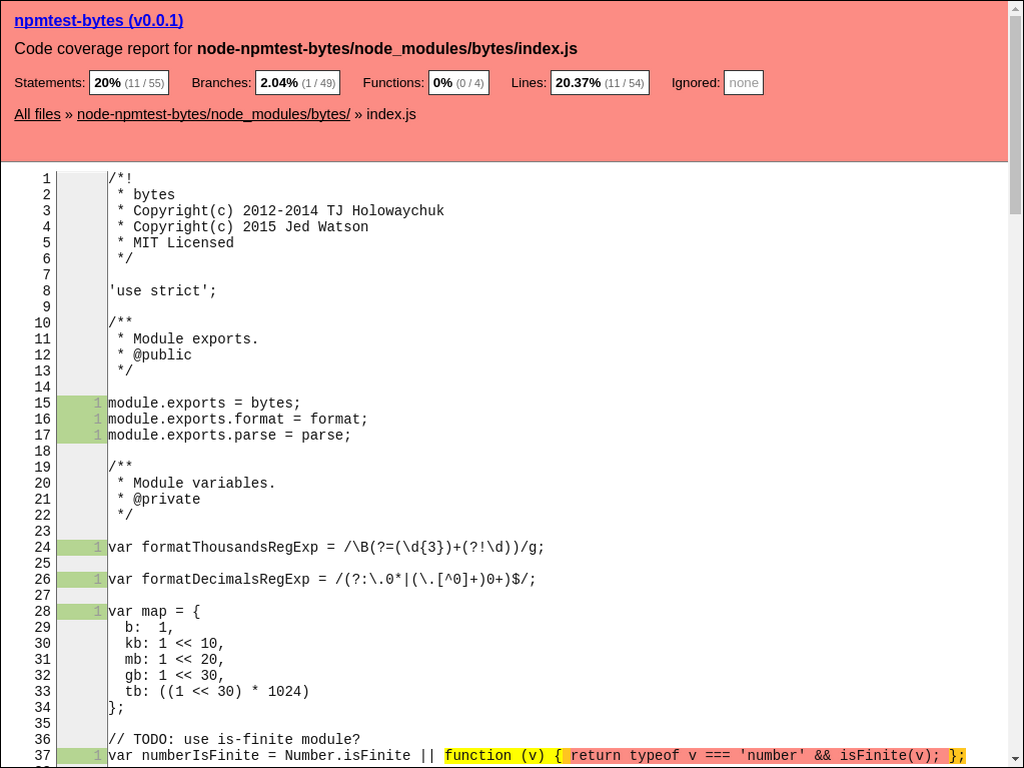 npmtest-bytes (v0.0.1)
Code coverage report for node-npmtest-bytes/node_modules/bytes/index.js
Statements: 20% (11 / 55) Branches: 2.04% (1 / 49) Functions: 0% (0 / 4) Lines: 20.37% (11 / 54) Ignored: none
All files » node-npmtest-bytes/node_modules/bytes/ » index.js
1 /*!
2  * bytes
3  * Copyright(c) 2012-2014 TJ Holowaychuk
4  * Copyright(c) 2015 Jed Watson
5  * MIT Licensed
6  */
7
8 'use strict';
9
10 /**
11  * Module exports.
12  * @public
13  */
14
15 1 module.exports = bytes;
16 1 module.exports.format = format;
17 1 module.exports.parse = parse;
18
19 /**
20  * Module variables.
21  * @private
22  */
23
24 1 var formatThousandsRegExp = /\B(?=(\d{3})+(?!\d))/g;
25
26 1 var formatDecimalsRegExp = /(?:\.0*|(\.[^0]+)0+)$/;
27
28 1 var map = {
29   b:  1,
30   kb: 1 << 10,
31   mb: 1 << 20,
32   gb: 1 << 30,
33   tb: ((1 << 30) * 1024)
34 };
35
36 // TODO: use is-finite module?
37 1 var numberIsFinite = Number.isFinite || function (v) { return typeof v === 'number' && isFinite(v); };